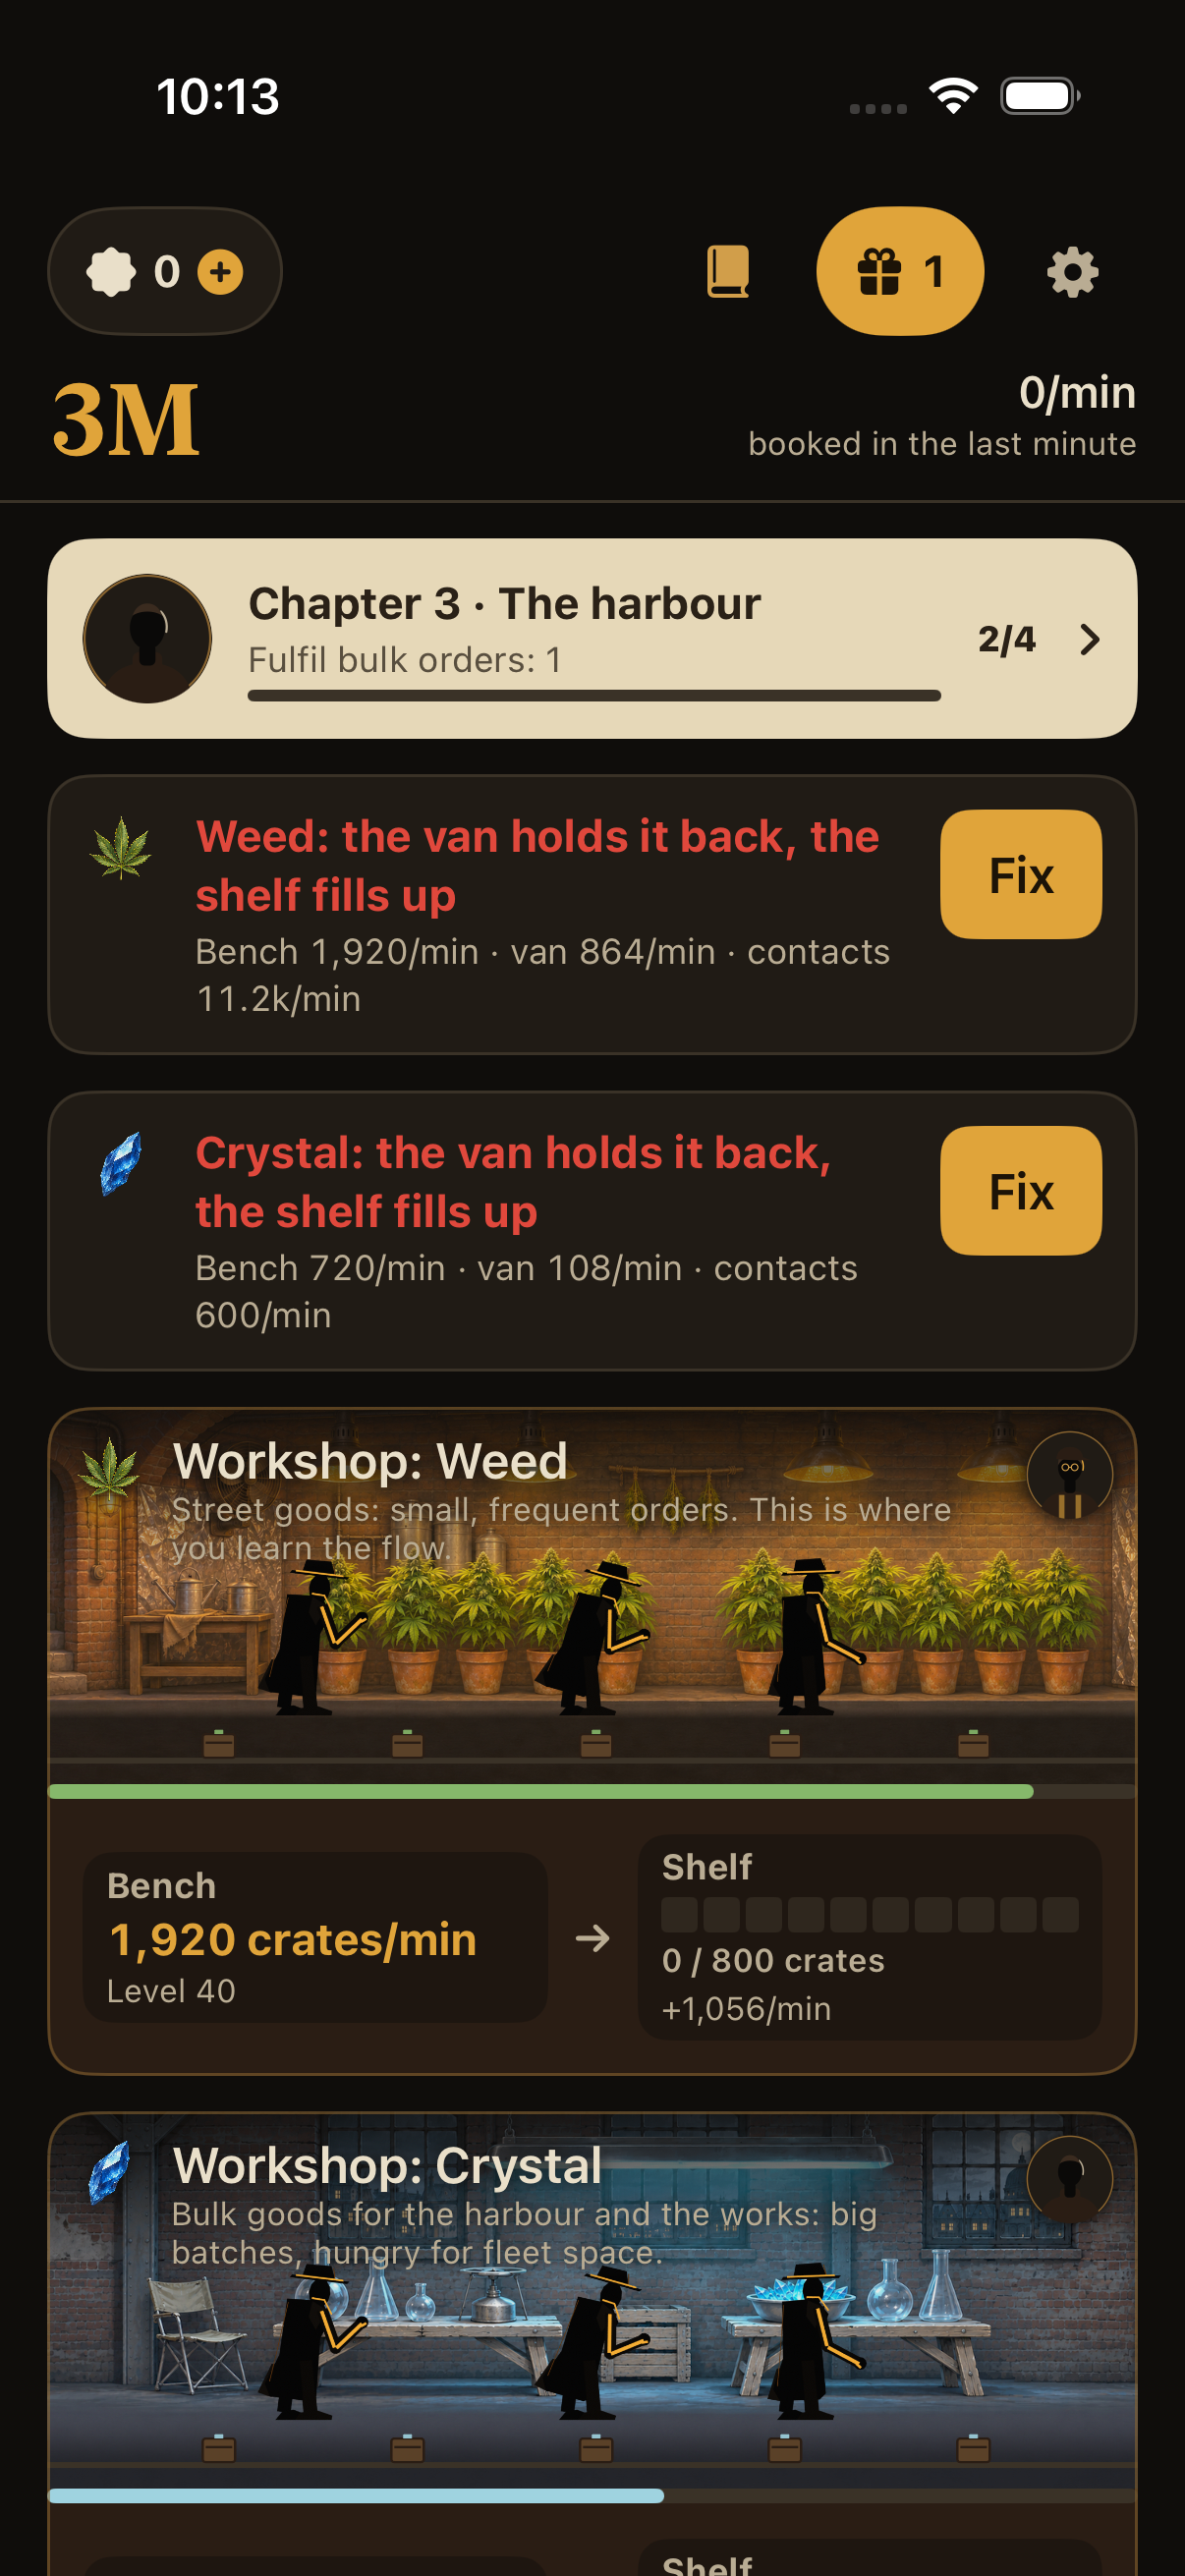 10:13
0
1
3M
0/min
booked in the last minute
Chapter 3 · The harbour
Fulfil bulk orders: 1
2/4
Weed: the van holds it back, the
shelf fills up
Bench 1,920/min · van 864/min · contacts
11.2k/min
Fix
Crystal: the van holds it back,
the shelf fills up
Bench 720/min · van 108/min · contacts
600/min
Fix
Workshop: Weed
Street goods: small, frequent orders. This is where
you learn the flow.
Bench
1,920 crates/min
Level 40
Shelf
0 / 800 crates
+1,056/min
Workshop: Crystal
Bulk goods for the harbour and the works: big
batches, hungry for fleet space.
Shelf